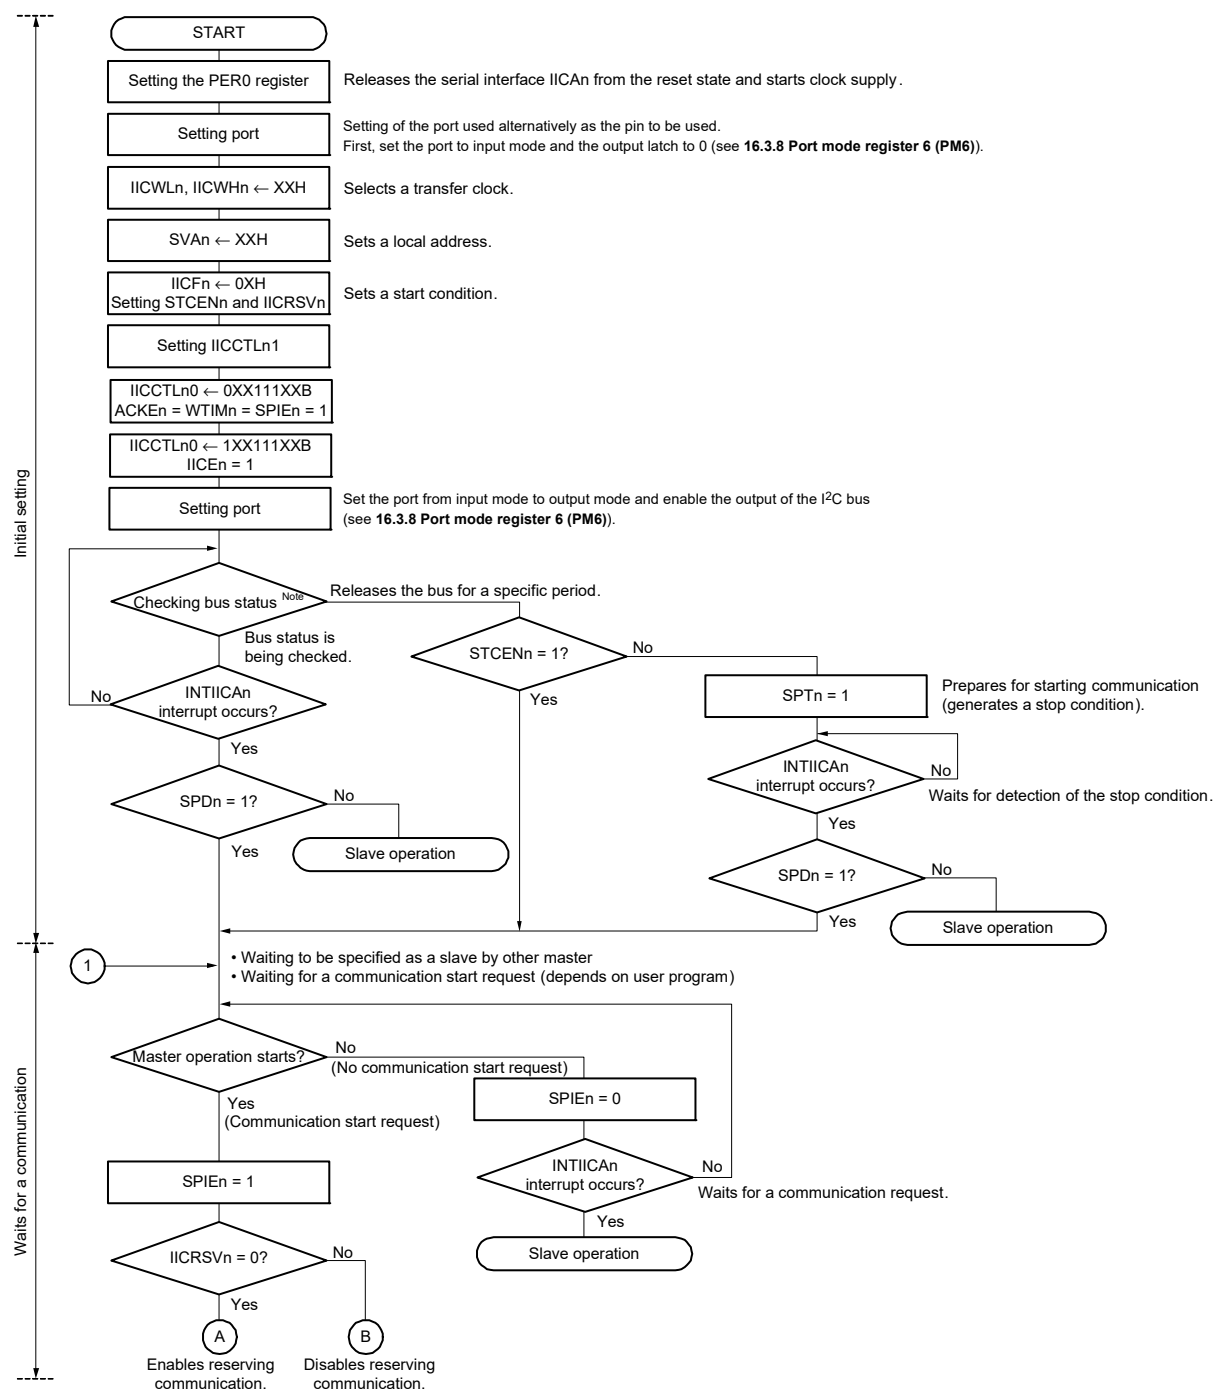 START
Setting the PER0 register
Releases the serial interface IICAn from the reset state and starts clock supply.
Setting port
Setting of the port used alternatively as the pin to be used.
First, set the port to input mode and the output latch to 0 (see 16.3.8 Port mode register 6 (PM6)).
IICWLn, IICWHn ← XXH
Selects a transfer clock.
SVAn ← XXH
Sets a local address.
IICFn ← 0XH
Setting STCENn and IICRSVn
Sets a start condition.
Setting IICCTLn1
IICCTLn0 ← 0XX111XXB
ACKEn = WTIMn = SPIEn = 1
IICCTLn0 ← 1XX111XXB
IICEn = 1
Setting port
Set the port from input mode to output mode and enable the output of the I2C bus
(see 16.3.8 Port mode register 6 (PM6)).
Initial setting
Checking bus status Note
Releases the bus for a specific period.
Bus status is
being checked.
STCENn = 1?
No
Yes
SPTn = 1
Prepares for starting communication
(generates a stop condition).
INTIICAn
interrupt occurs?
No
Yes
INTIICAn
interrupt occurs?
No
Waits for detection of the stop condition.
Yes
SPDn = 1?
No
Yes
Slave operation
SPDn = 1?
No
Yes
Slave operation
1
• Waiting to be specified as a slave by other master
• Waiting for a communication start request (depends on user program)
Waits for a communication
Master operation starts?
No
(No communication start request)
Yes
(Communication start request)
SPIEn = 0
INTIICAn
interrupt occurs?
No
Waits for a communication request.
Yes
Slave operation
SPIEn = 1
IICRSVn = 0?
No
Yes
A
Enables reserving
communication.
B
Disables reserving
communication.